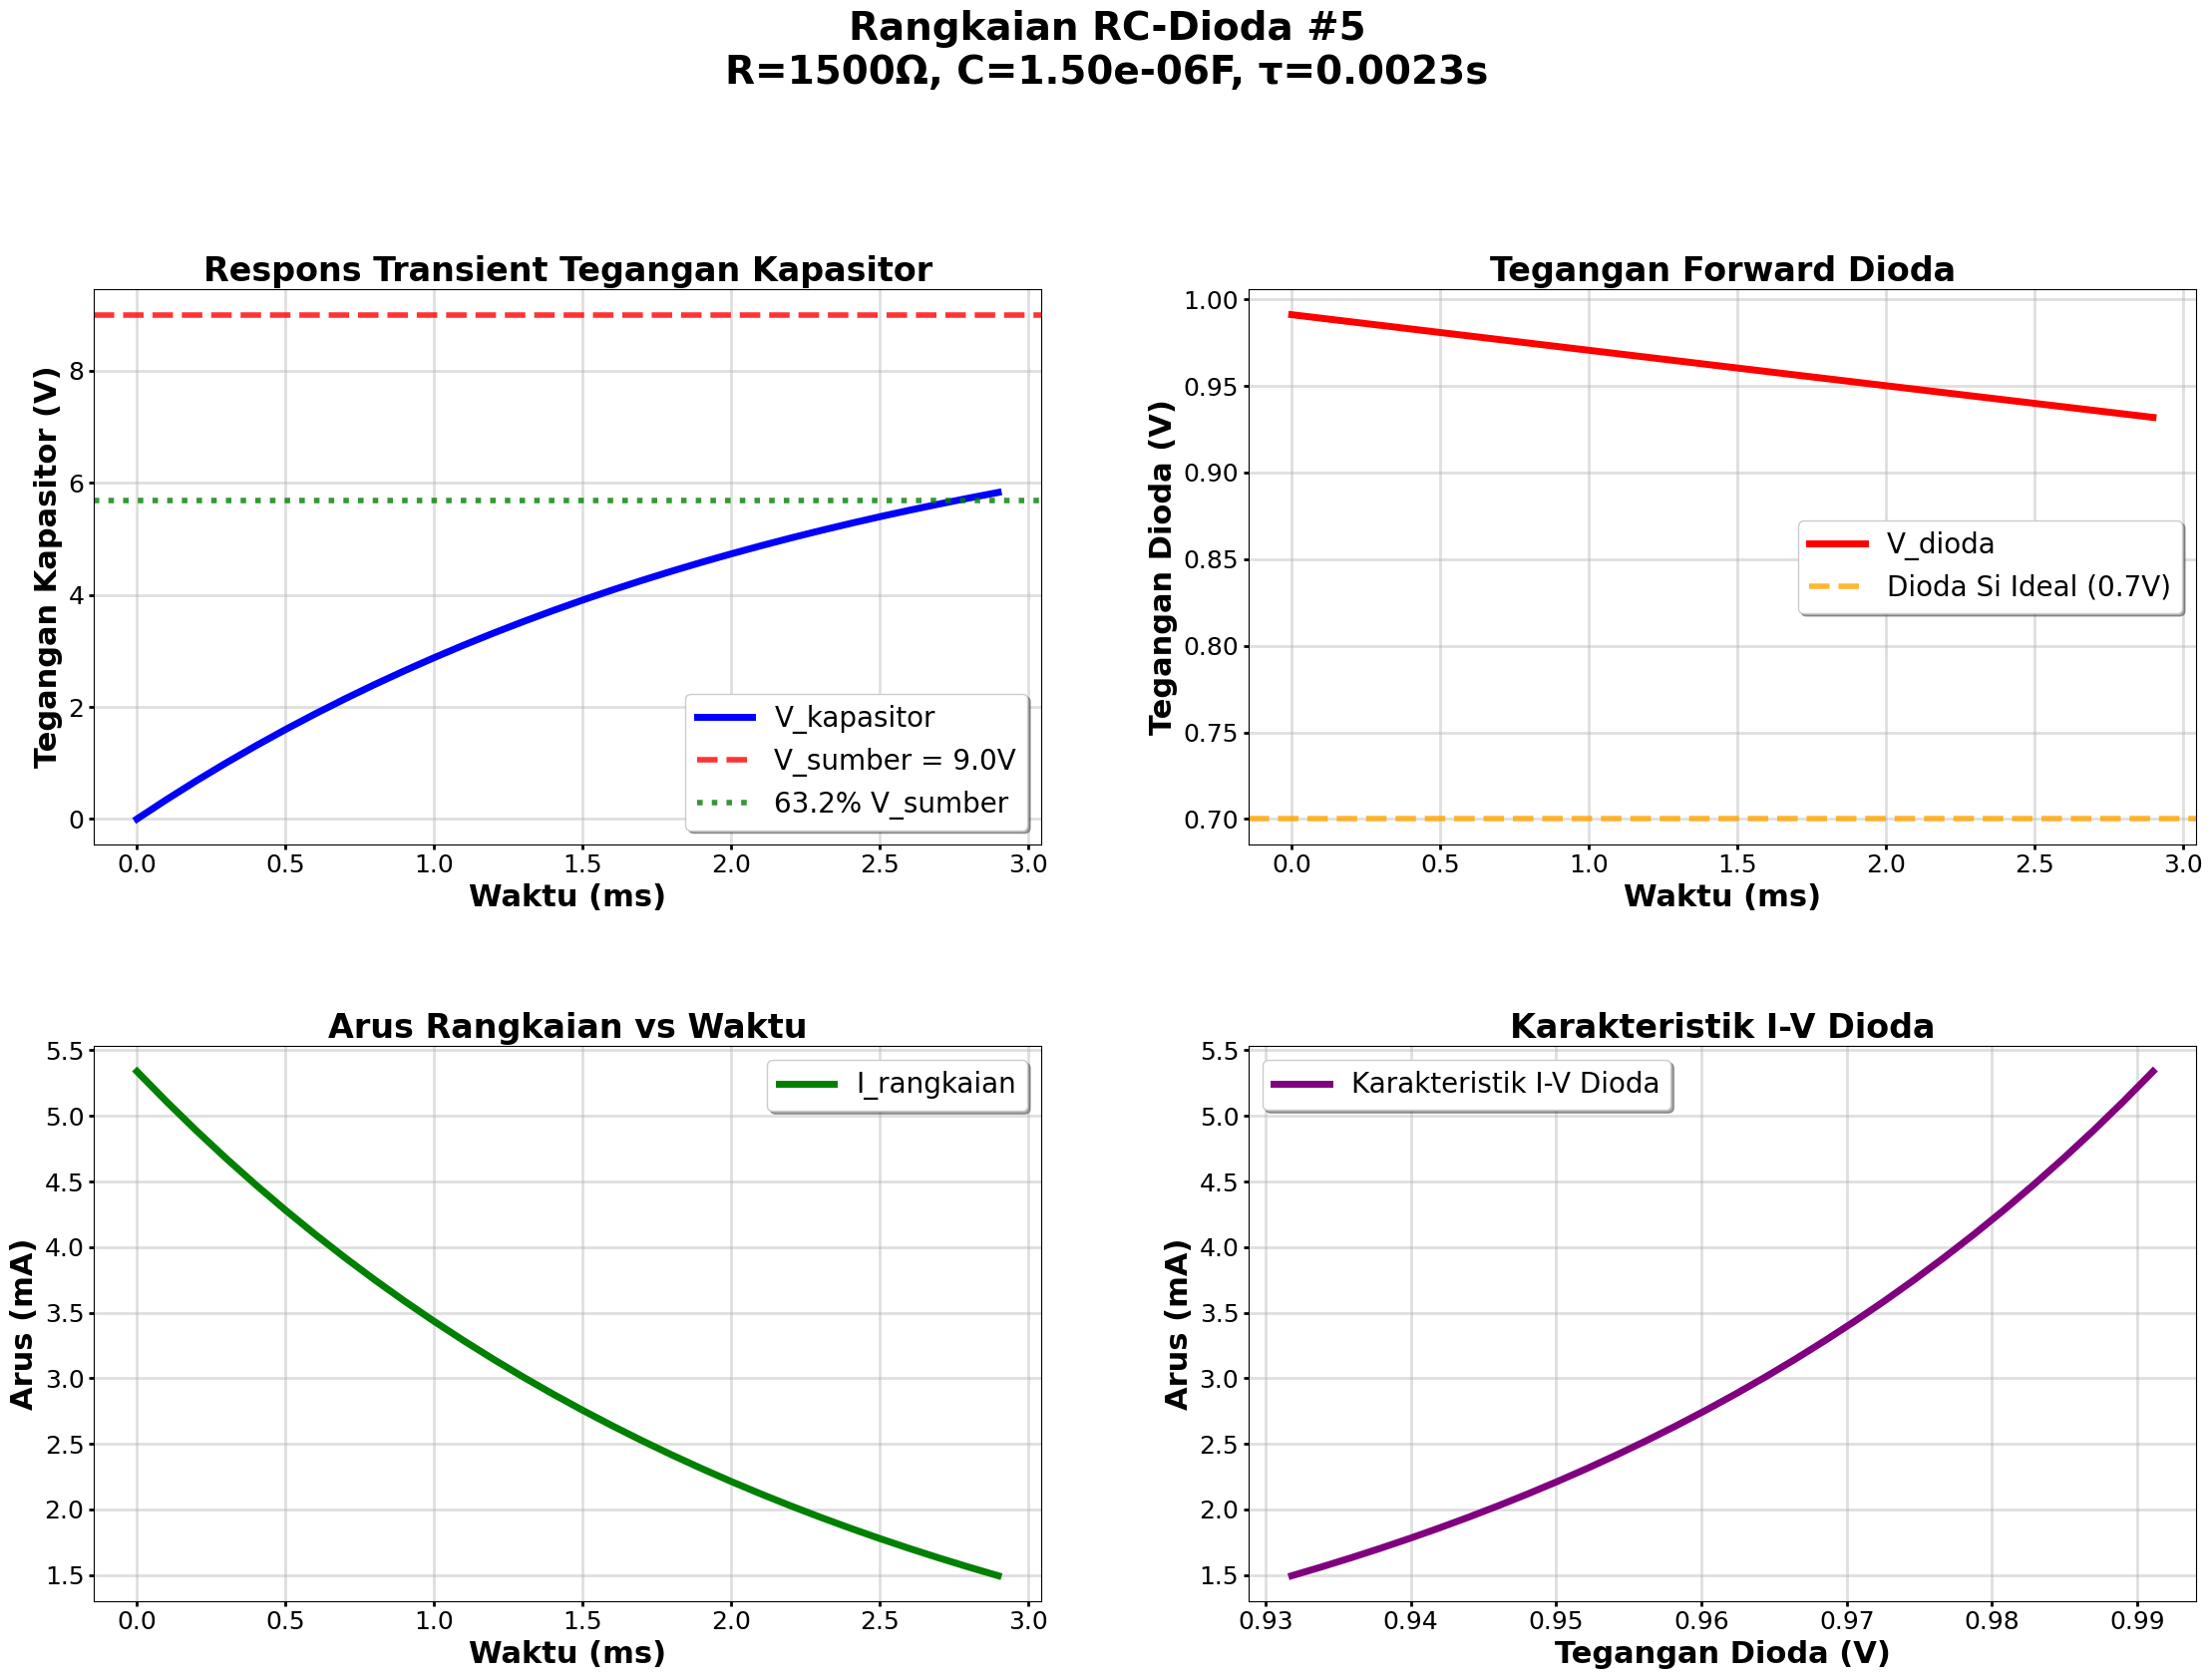 Rangkaian RC-Dioda #5
R=1500Ω, C=1.50e-06F, τ=0.0023s
Respons Transient Tegangan Kapasitor
Tegangan Kapasitor (V)
8
6
4
2
0
V_kapasitor
V_sumber = 9.0V
63.2% V_sumber
0.0 0.5 1.0 1.5 2.0 2.5 3.0
Waktu (ms)
Tegangan Forward Dioda
Tegangan Dioda (V)
1.00
0.95
0.90
0.85
0.80
0.75
0.70
V_dioda
Dioda Si Ideal (0.7V)
0.0 0.5 1.0 1.5 2.0 2.5 3.0
Waktu (ms)
Arus Rangkaian vs Waktu
Arus (mA)
5.5
5.0
4.5
4.0
3.5
3.0
2.5
2.0
1.5
I_rangkaian
0.0 0.5 1.0 1.5 2.0 2.5 3.0
Waktu (ms)
Karakteristik I-V Dioda
Arus (mA)
5.5
5.0
4.5
4.0
3.5
3.0
2.5
2.0
1.5
Karakteristik I-V Dioda
0.93 0.94 0.95 0.96 0.97 0.98 0.99
Tegangan Dioda (V)